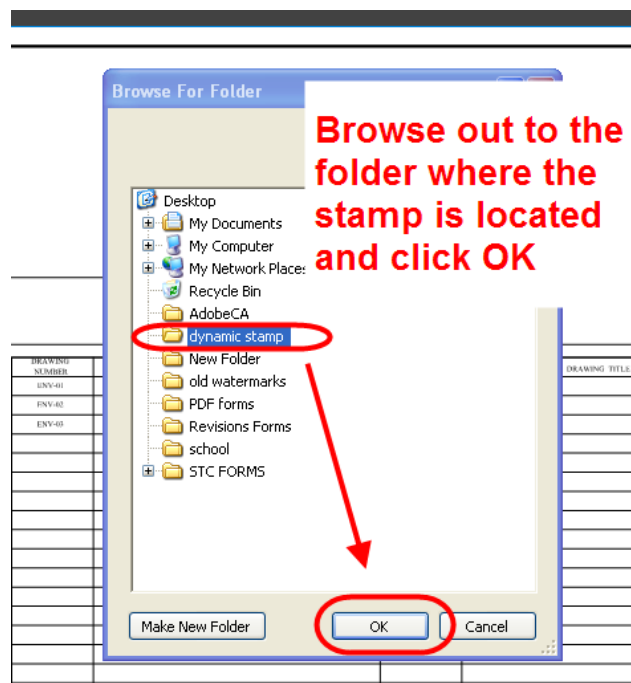 Browse For Folder
Browse out to the
folder where the
stamp is located
and click OK
Desktop
My Documents
My Computer
My Network Places
Recycle Bin
AdobeCA
dynamic stamp
New Folder
old watermarks
PDF forms
Revisions Forms
school
STC FORMS
DRAWING
NUMBER
ENV-01
ENV-02
ENV-03
DRAWING TITLE
Make New Folder
OK
Cancel